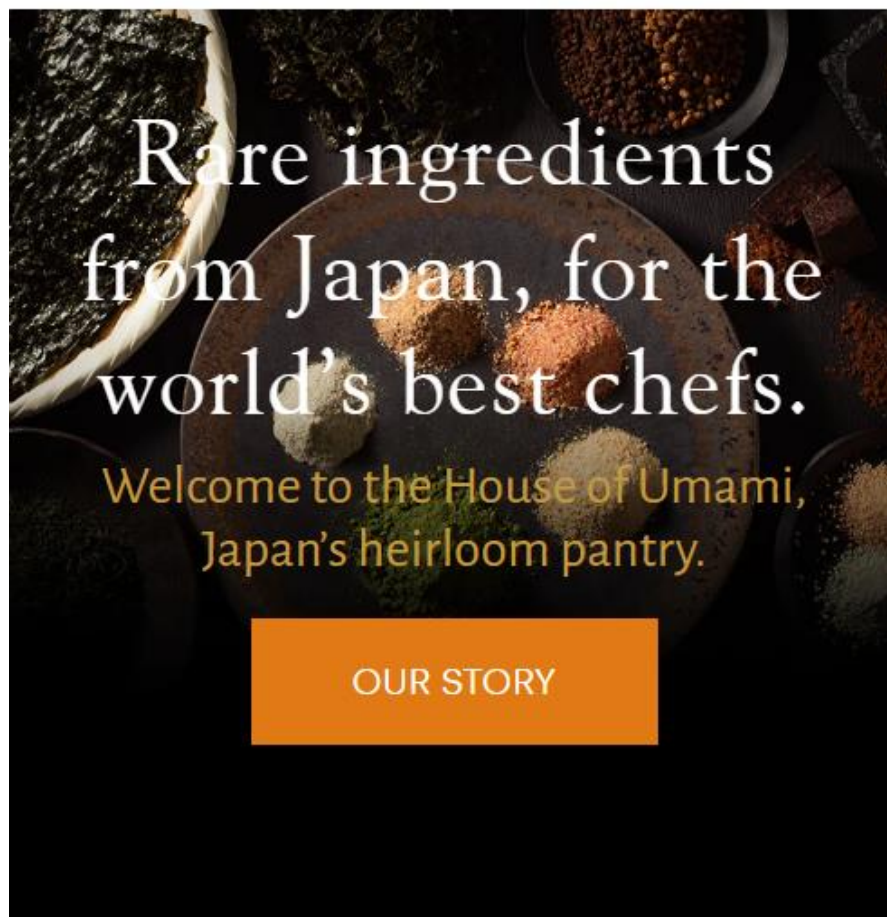 Rare ingredients
from Japan, for the
world's best chefs.
Welcome to the House of Umami,
Japan's heirloom pantry.
OUR STORY